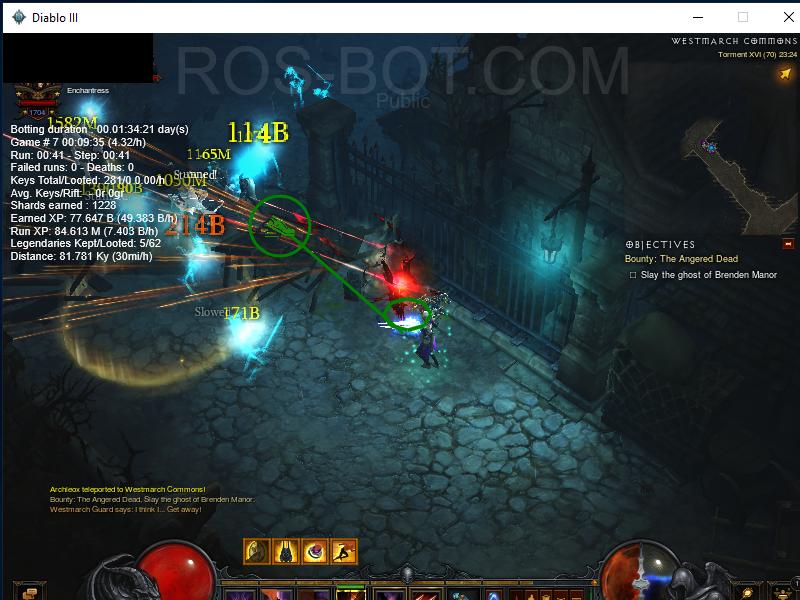 Diablo III
WESTMARCH COMMONS
Torment XVI (70) 23:24
ROS-BOT.COM
Public
Enchantress
1704
1582M
114B
Botting duration : 00.01:34:21 day(s)
Game # 7 00:09:35 (4.32/h)
1165M
Run: 00:41 - Step: 00:41
Failed runs: 0 - Deaths: 0
Stunned!
Keys Total/Looted: 281/0 0.00/h
Avg. Keys/Rift: - 0r 0gr
Shards earned : 1228
Earned XP: 77.647 B (49.383 B/h)
214B
Run XP: 84.613 M (7.403 B/h)
Legendaries Kept/Looted: 5/62
Distance: 81.781 Ky (30mi/h)
OBJECTIVES
Bounty: The Angered Dead
Slay the ghost of Brenden Manor
171B
Archieox teleported to Westmarch Commons!
Bounty: The Angered Dead, Slay the ghost of Brenden Manor.
Westmarch Guard says: I think I... Get away!